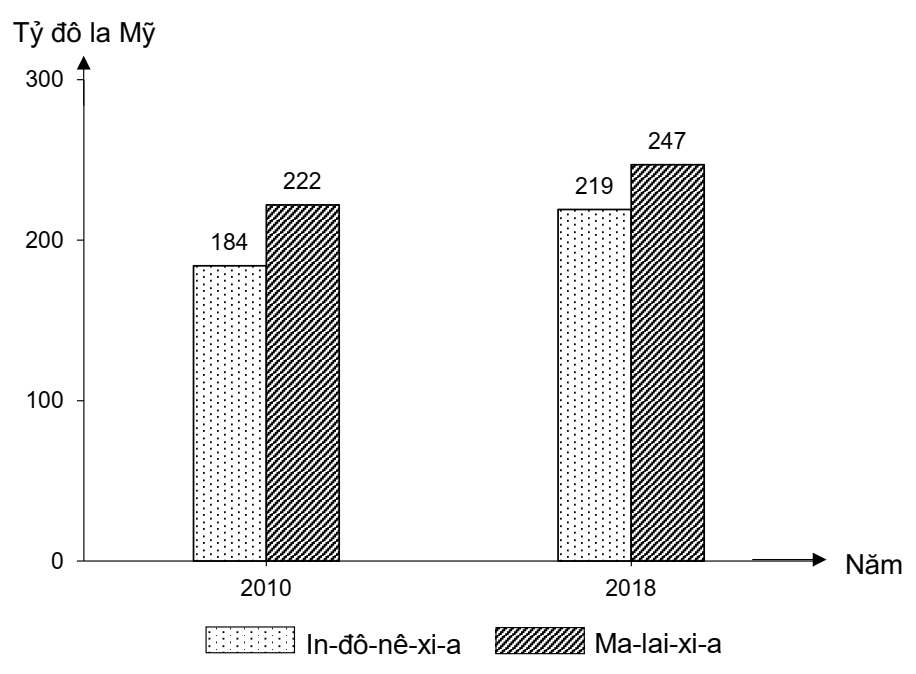 Tỷ đô la Mỹ
300
247
222
219
200
184
100
0
Năm
2010
2018
In-đô-nê-xi-a
Ma-lai-xi-a